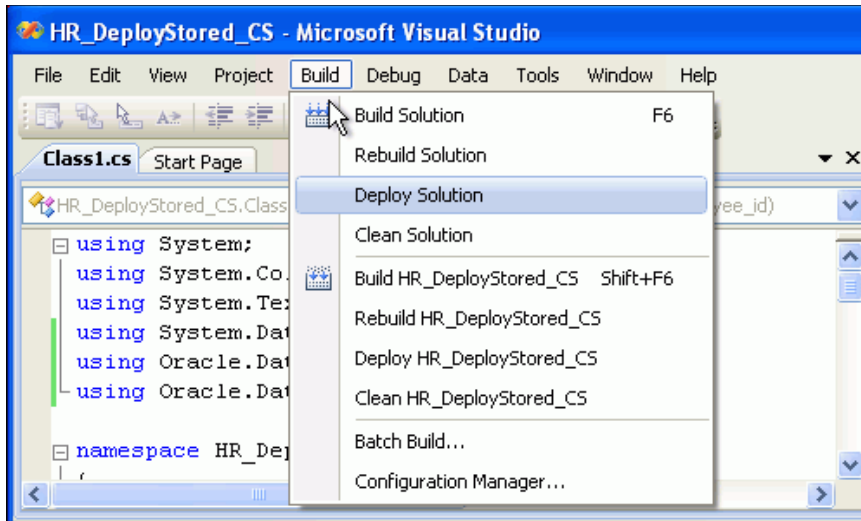 HR_DeployStored_CS - Microsoft Visual Studio
File Edit View Project Build Debug Data Tools Window Help
Build Solution F6
Rebuild Solution
Class1.cs Start Page
Deploy Solution
HR_DeployStored_CS.Class yee_id)
Clean Solution
using System;
using System.Co
Build HR_DeployStored_CS Shift+F6
using System.Tex
Rebuild HR_DeployStored_CS
using System.Dat
Deploy HR_DeployStored_CS
using Oracle.Dat
using Oracle.Dat
Clean HR_DeployStored_CS
Batch Build...
namespace HR_Dep
Configuration Manager...